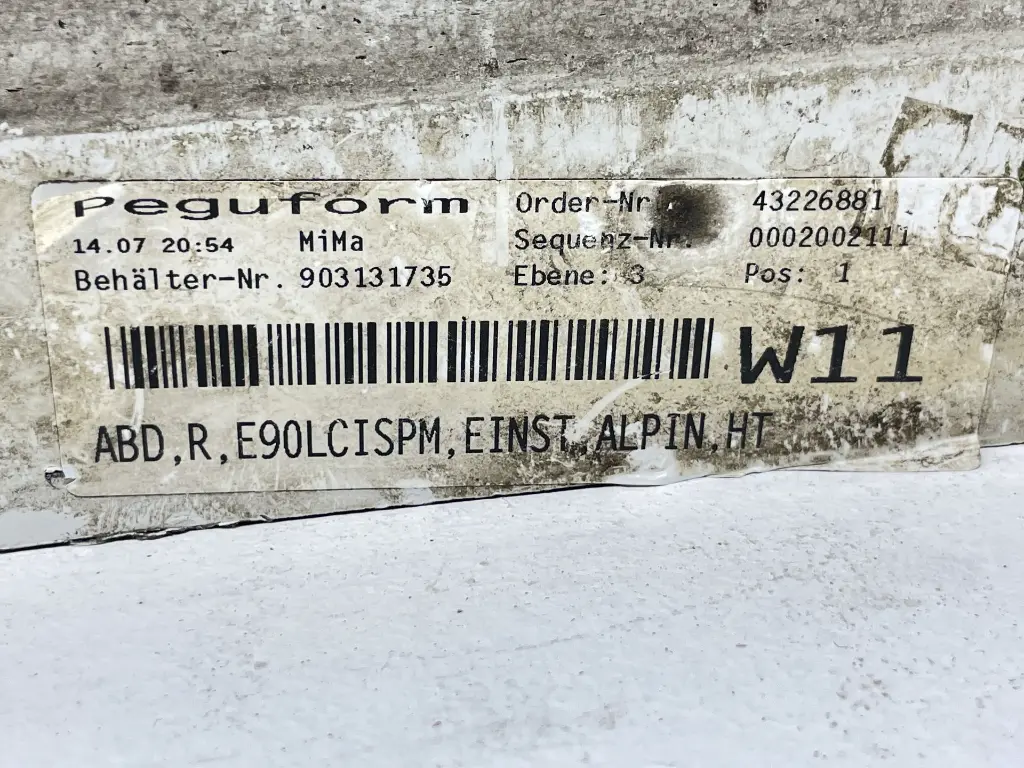 Peguform
Order-Nr. 43226881
14.07 20:54 MiMa
Sequenz-Nr. 0002002111
Behälter-Nr. 903131735
Ebene: 3 Pos: 1
W11
ABD,R,E90LCISPM,EINST,ALPIN,HT